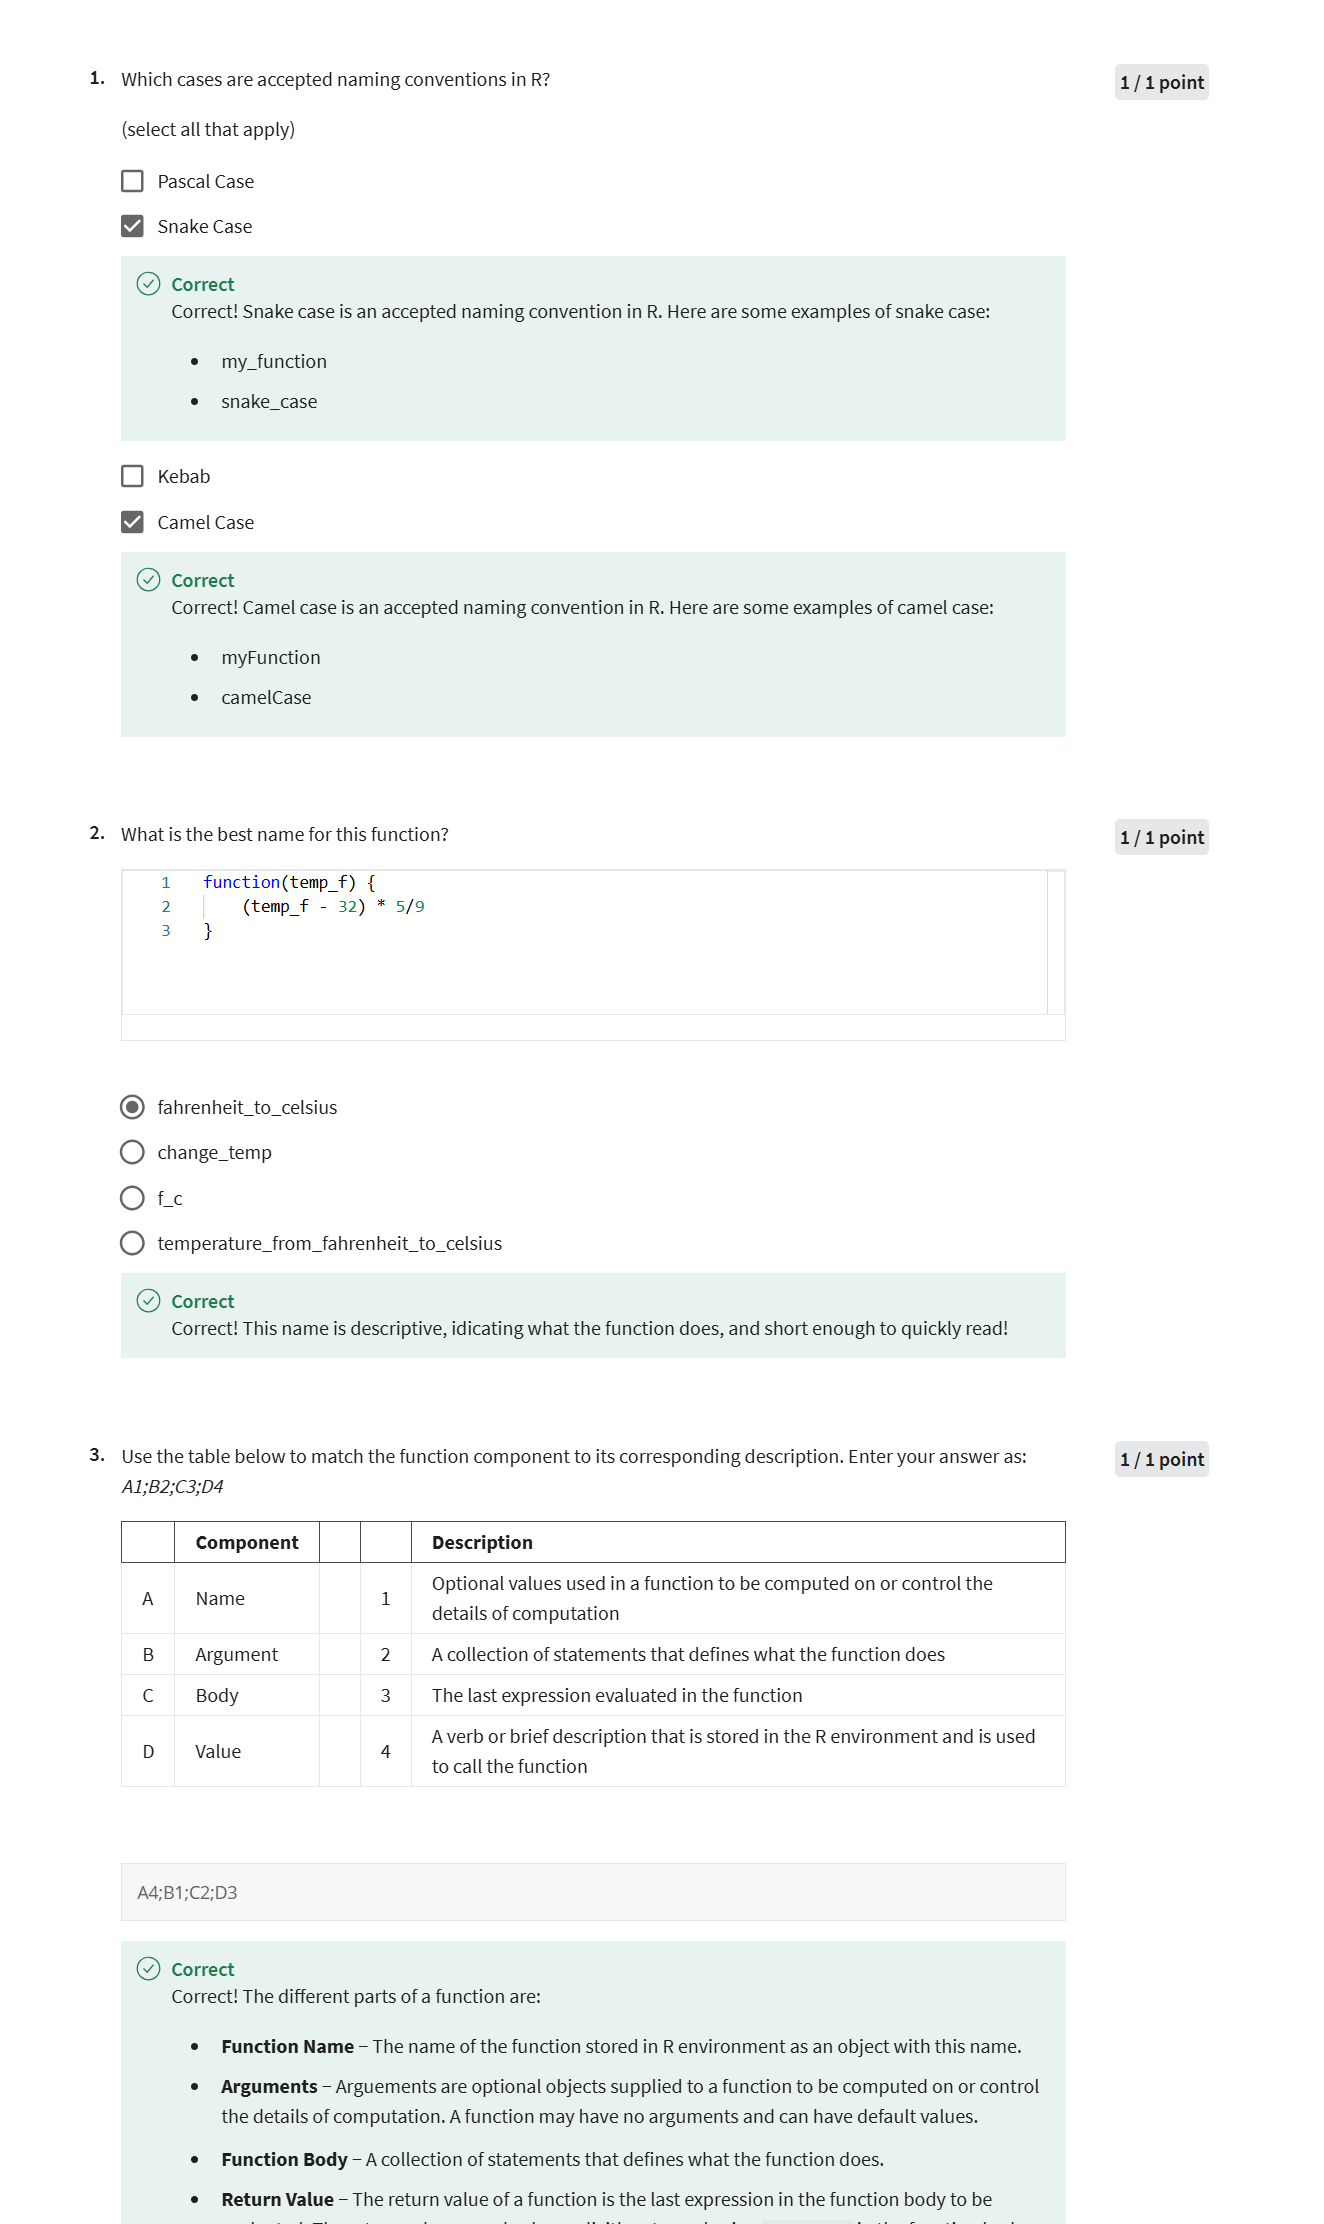 1. Which cases are accepted naming conventions in R?
1 / 1 point
(select all that apply)
Pascal Case
Snake Case
Correct
Correct! Snake case is an accepted naming convention in R. Here are some examples of snake case:
• my_function
• snake_case
Kebab
Camel Case
Correct
Correct! Camel case is an accepted naming convention in R. Here are some examples of camel case:
• myFunction
• camelCase
2. What is the best name for this function?
1 / 1 point
1 function(temp_f) {
2 (temp_f - 32) * 5/9
3 }
fahrenheit_to_celsius
change_temp
f_c
temperature_from_fahrenheit_to_celsius
Correct
Correct! This name is descriptive, idicating what the function does, and short enough to quickly read!
3. Use the table below to match the function component to its corresponding description. Enter your answer as:
1 / 1 point
A1;B2;C3;D4
Component Description
A Name 1 Optional values used in a function to be computed on or control the
details of computation
B Argument 2 A collection of statements that defines what the function does
C Body 3 The last expression evaluated in the function
D Value 4 A verb or brief description that is stored in the R environment and is used
to call the function
A4;B1;C2;D3
Correct
Correct! The different parts of a function are:
• Function Name – The name of the function stored in R environment as an object with this name.
• Arguments – Arguements are optional objects supplied to a function to be computed on or control
the details of computation. A function may have no arguments and can have default values.
• Function Body – A collection of statements that defines what the function does.
• Return Value – The return value of a function is the last expression in the function body to be